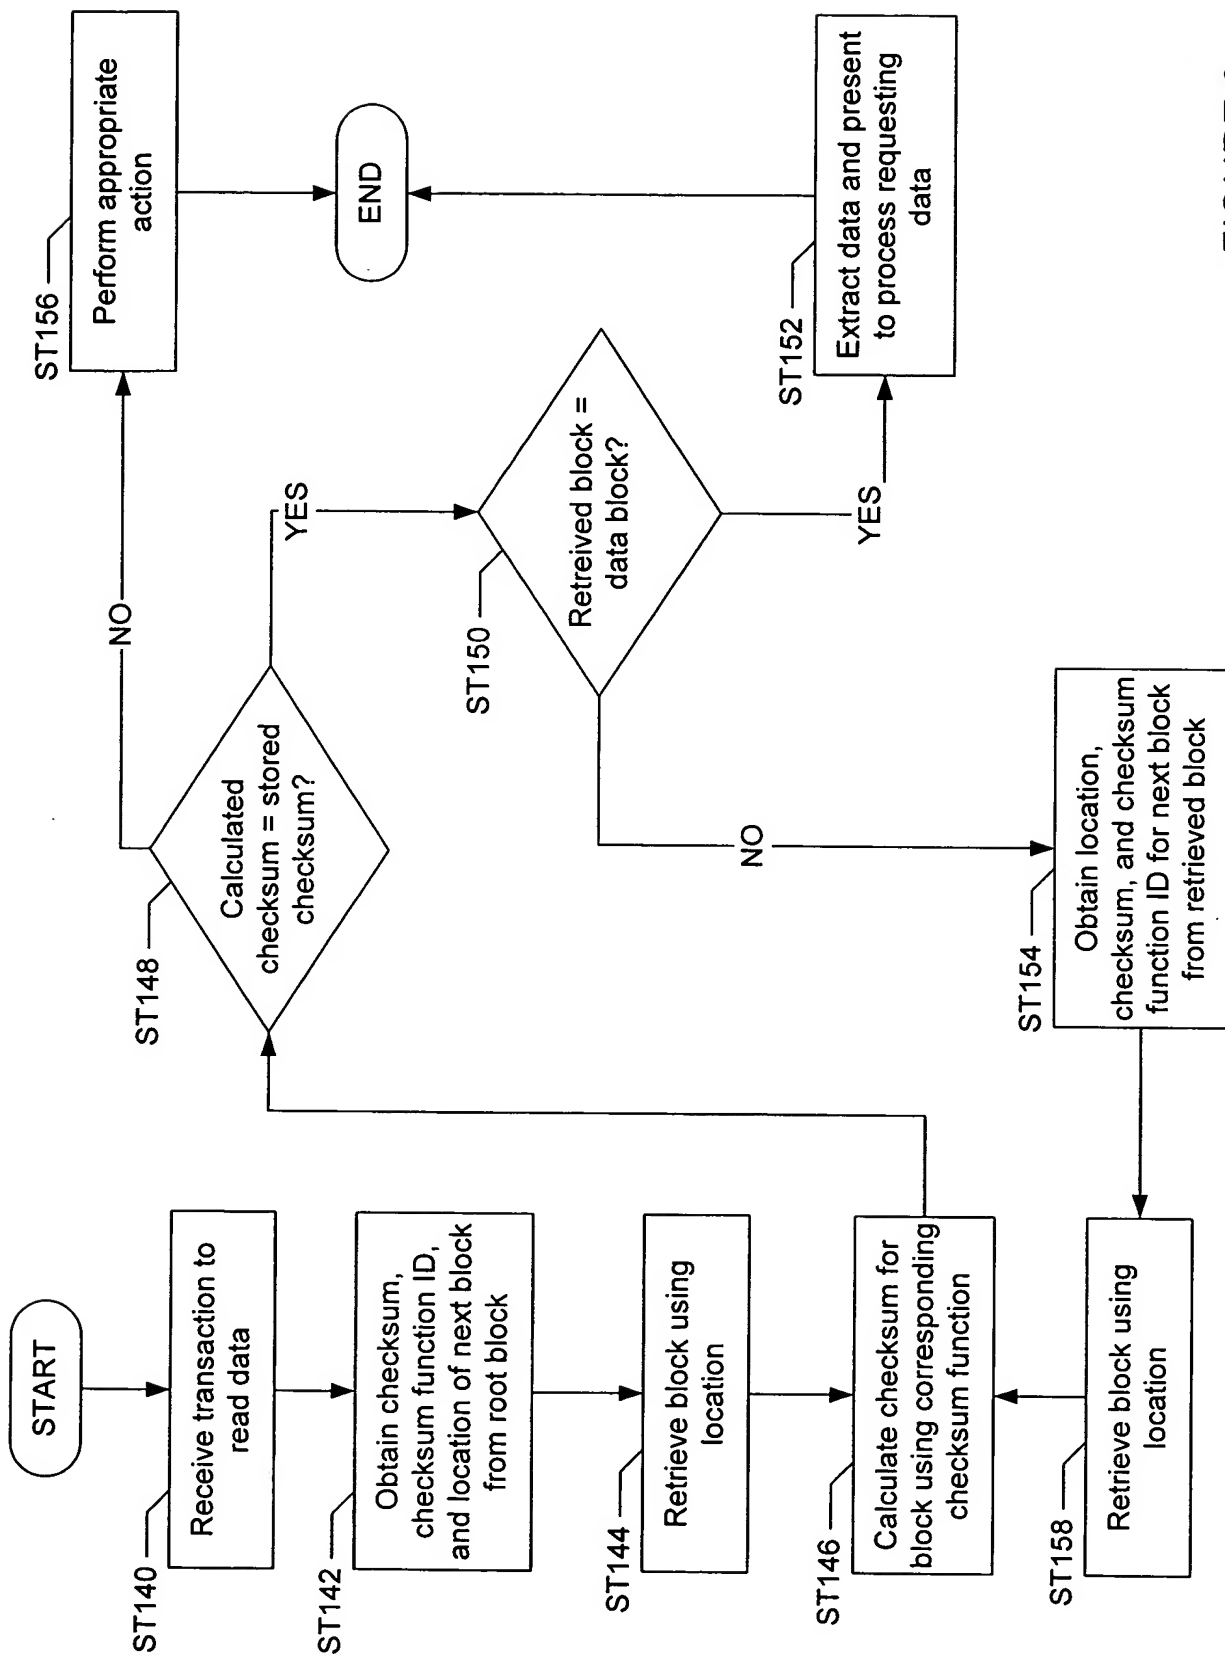 START
ST140
Receive transaction to
read data
ST142
Obtain checksum,
checksum function ID,
and location of next block
from root block
ST144
Retrieve block using
location
ST146
Calculate checksum for
block using corresponding
checksum function
ST158
Retrieve block using
location
ST148
Calculated
checksum = stored
checksum?
NO
YES
ST156
Perform appropriate
action
END
ST150
Retreived block =
data block?
YES
NO
ST152
Extract data and present
to process requesting
data
ST154
Obtain location,
checksum, and checksum
function ID for next block
from retrieved block